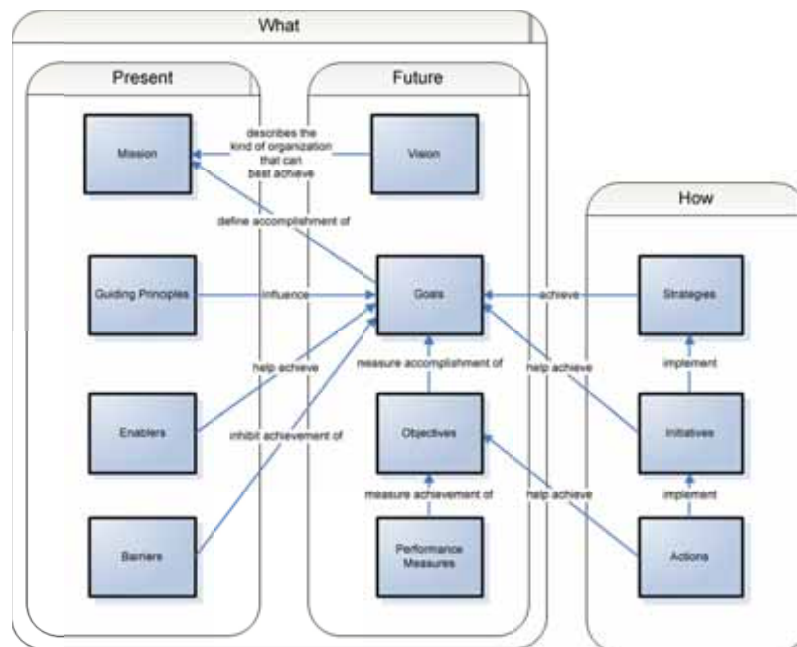 What
Present
Future
How
Mission
describes the
kind of organization
that can
best achieve
Vision
define accomplishment of
Guiding Principles
influence
Goals
achieve
Strategies
help achieve
measure accomplishment of
help achieve
implement
Enablers
inhibit achievement of
Objectives
Initiatives
measure achievement of
help achieve
implement
Barriers
Performance
Measures
Actions